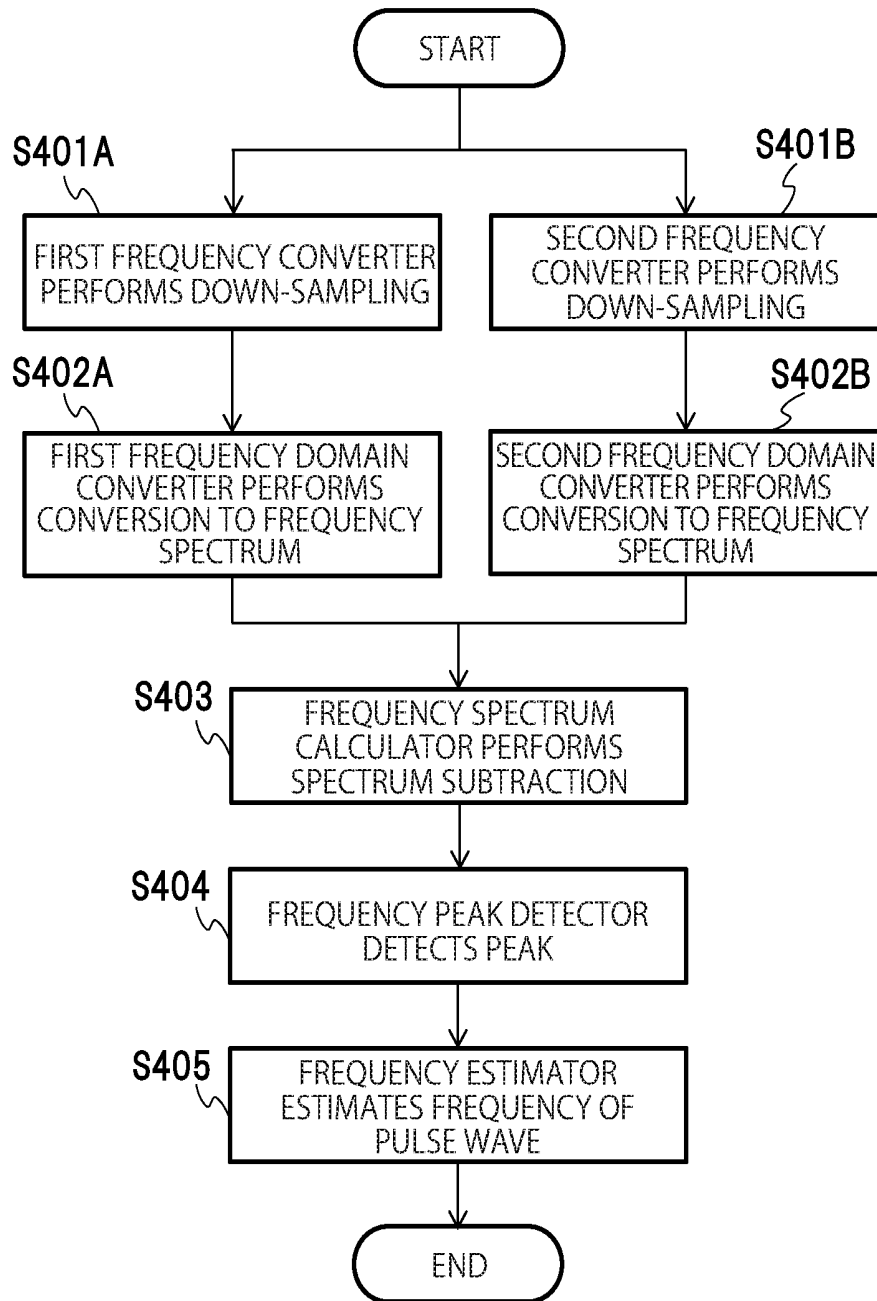 START
S401A
S401B
FIRST FREQUENCY CONVERTER
PERFORMS DOWN-SAMPLING
SECOND FREQUENCY
CONVERTER PERFORMS
DOWN-SAMPLING
S402A
S402B
FIRST FREQUENCY DOMAIN
CONVERTER PERFORMS
CONVERSION TO FREQUENCY
SPECTRUM
SECOND FREQUENCY DOMAIN
CONVERTER PERFORMS
CONVERSION TO FREQUENCY
SPECTRUM
S403
FREQUENCY SPECTRUM
CALCULATOR PERFORMS
SPECTRUM SUBTRACTION
S404
FREQUENCY PEAK DETECTOR
DETECTS PEAK
S405
FREQUENCY ESTIMATOR
ESTIMATES FREQUENCY OF
PULSE WAVE
END